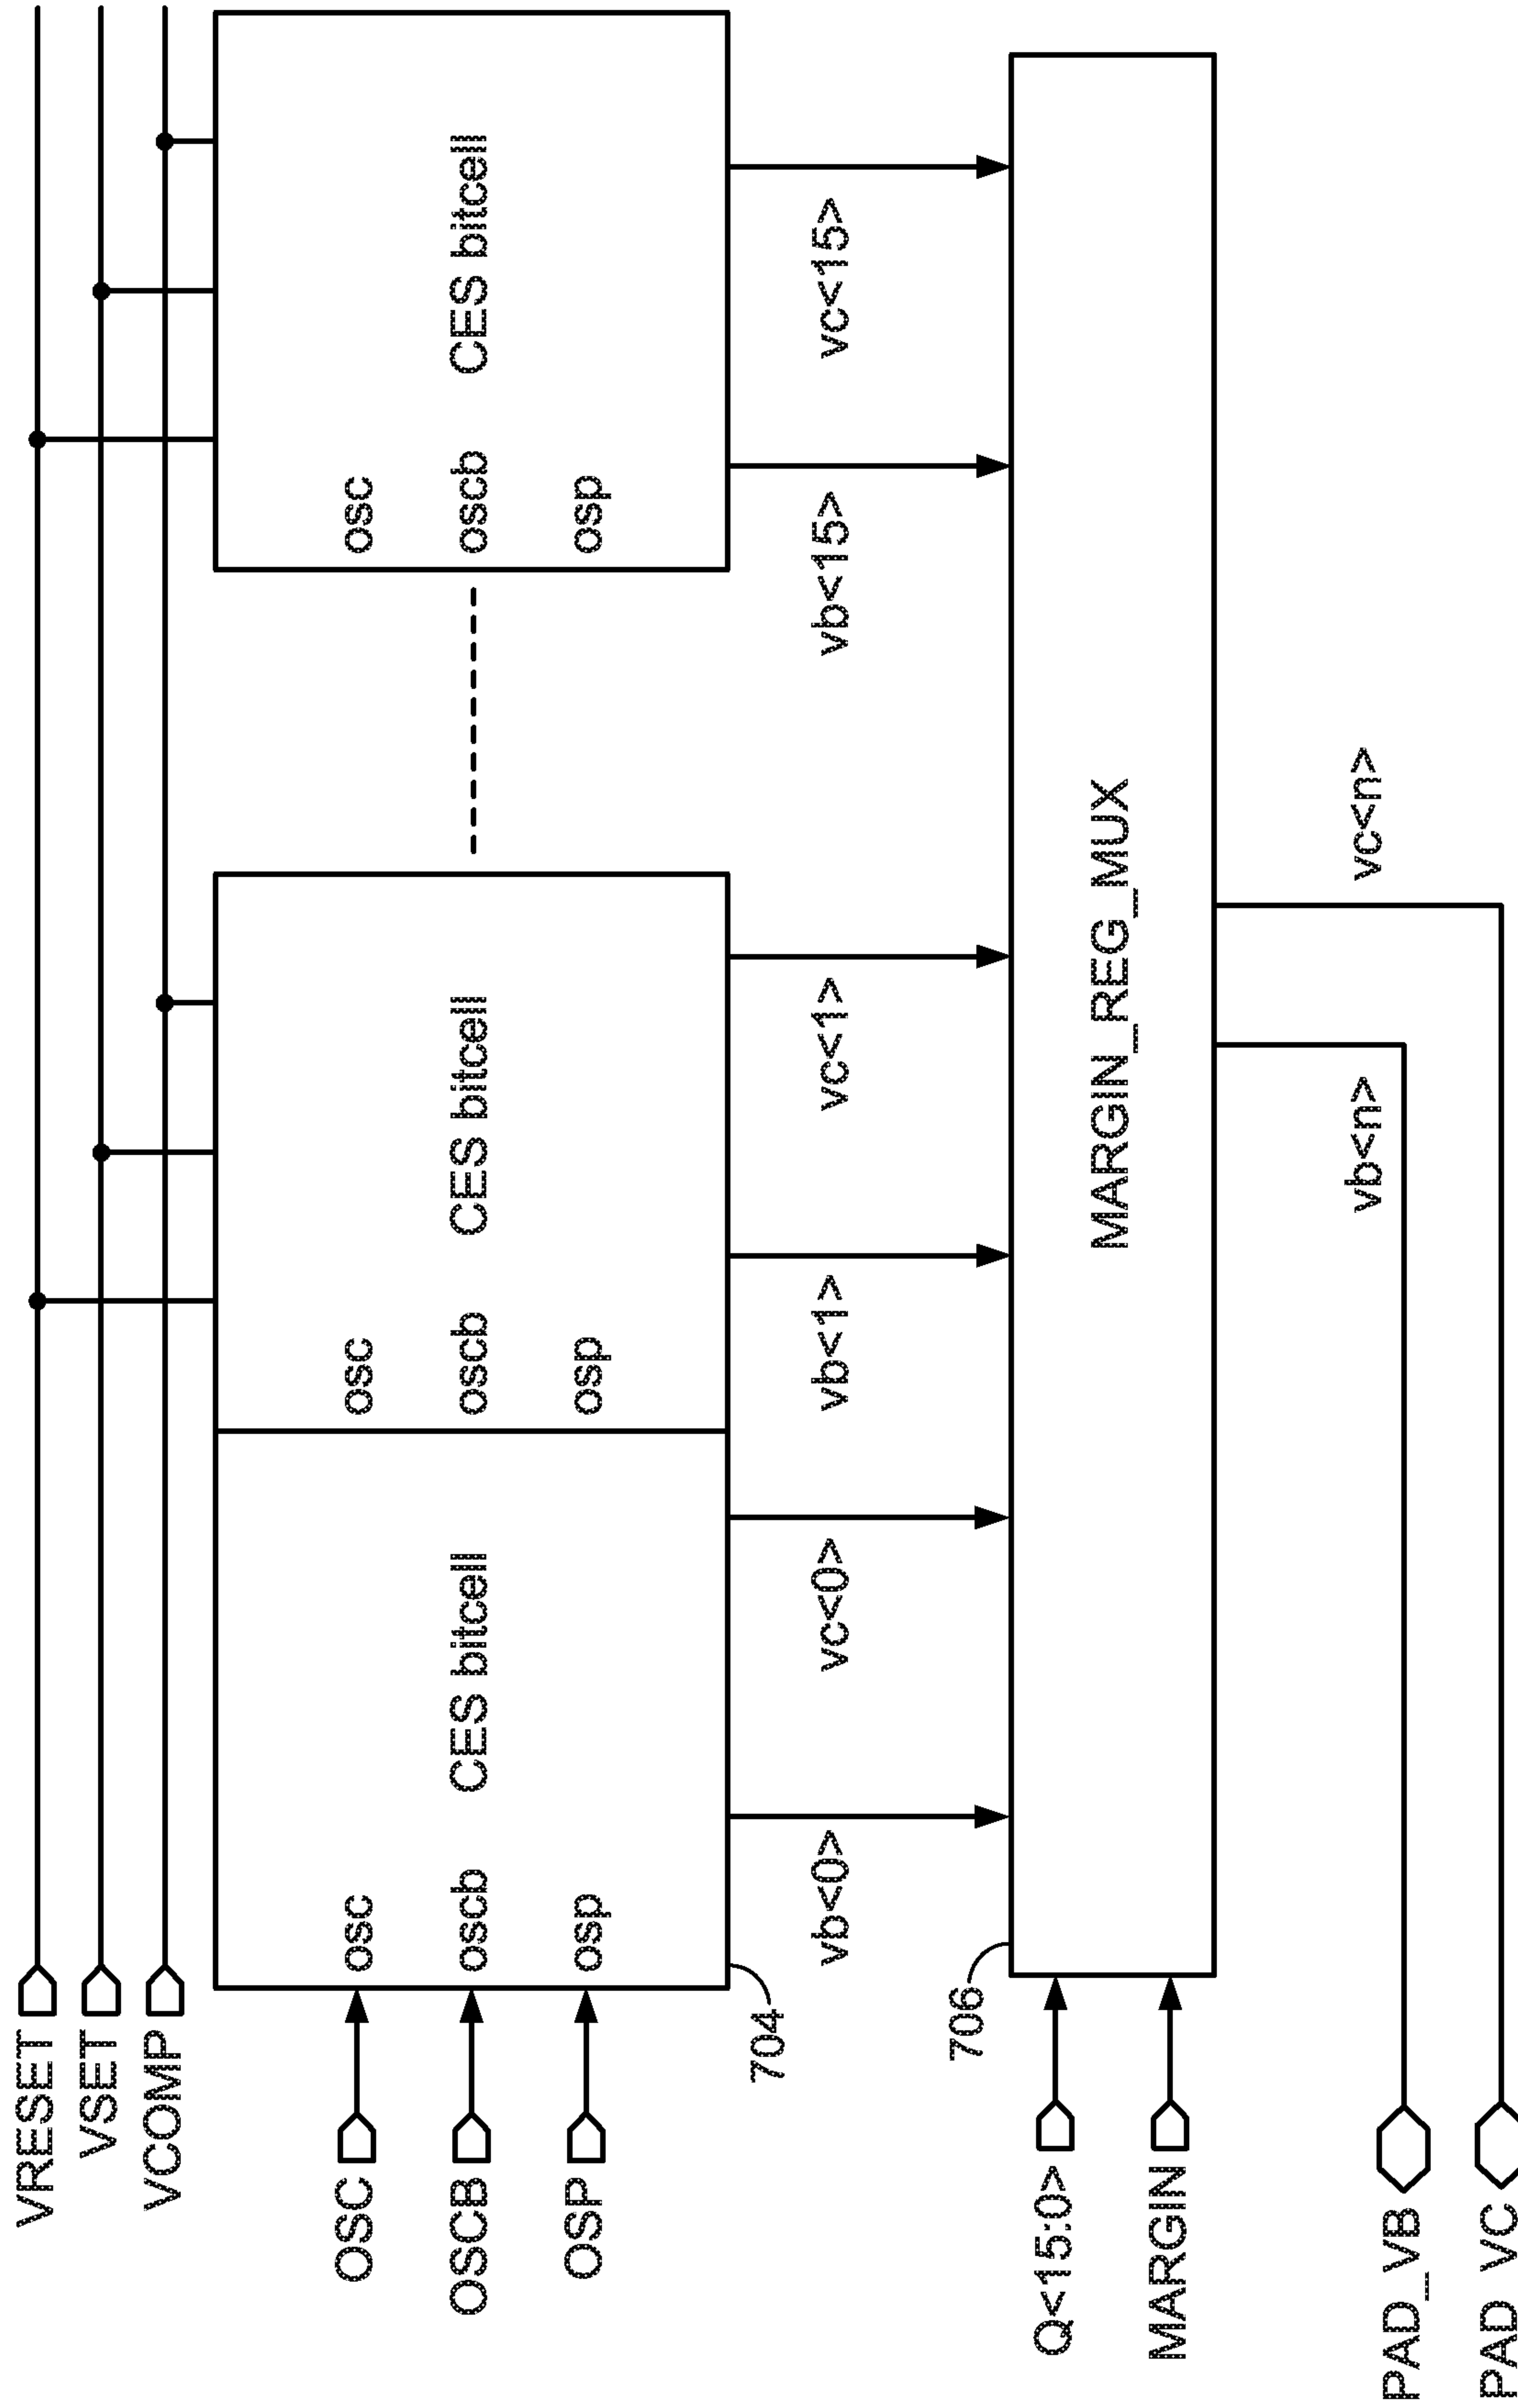 VRESET
VSET
VCOMP
OSC
OSCB
OSP
osc
oscb
osp
CES bitcell
osc
oscb
osp
CES bitcell
osc
oscb
osp
CES bitcell
704
vb<0>
vc<0>
vb<1>
vc<1>
vb<15>
vc<15>
706
Q<15:0>
MARGIN
MARGIN_REG_MUX
vb<n>
vc<n>
PAD_VB
PAD VC